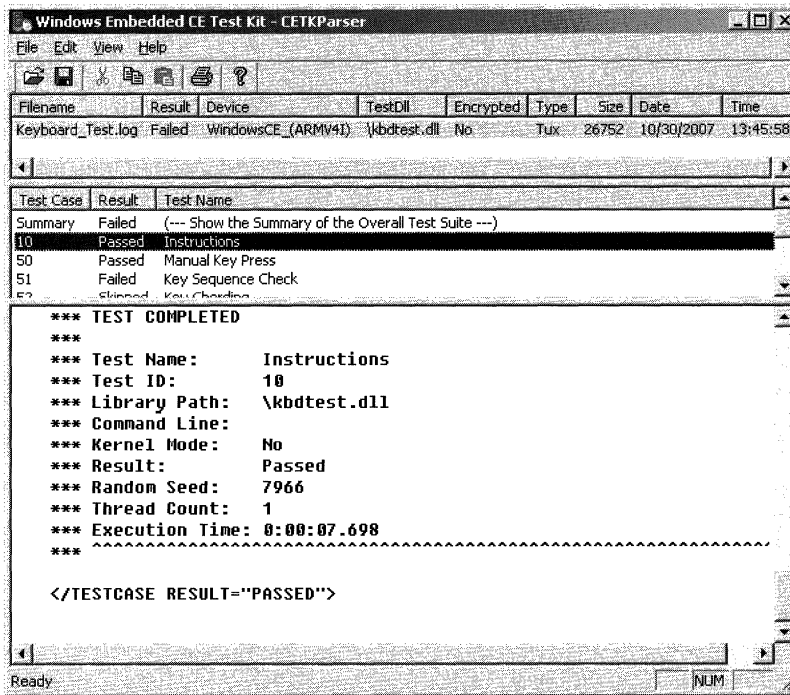 Windows Embedded CE Test Kit - CETKParser
File Edit View Help
Filename Result Device TestDll Encrypted Type Size Date Time
Keyboard_Test.log Failed WindowsCE_(ARMV4I) \kbdtest.dll No Tux 26752 10/30/2007 13:45:58
Test Case Result Test Name
Summary Failed (--- Show the Summary of the Overall Test Suite ---)
10 Passed Instructions
50 Passed Manual Key Press
51 Failed Key Sequence Check
52 Skipped Key Chording
*** TEST COMPLETED
***
*** Test Name: Instructions
*** Test ID: 10
*** Library Path: \kbdtest.dll
*** Command Line:
*** Kernel Mode: No
*** Result: Passed
*** Random Seed: 7966
*** Thread Count: 1
*** Execution Time: 0:00:07.698
*** ^^^^^^^^^^^^^^^^^^^^^^^^^^^^^^^^^^^^^^^^^^^^^^^^^^^^^^^^^^^^^^^^
</TESTCASE RESULT="PASSED">
Ready NUM